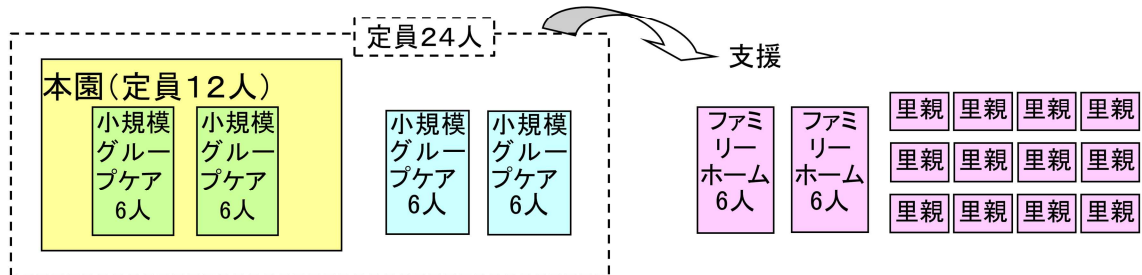 定員24人
支援
本園(定員12人)
小規模
グルー
プケア
6人
小規模
グルー
プケア
6人
小規模
グルー
プケア
6人
小規模
グルー
プケア
6人
ファミ
リー
ホーム
6人
ファミ
リー
ホーム
6人
里親
里親
里親
里親
里親
里親
里親
里親
里親
里親
里親
里親